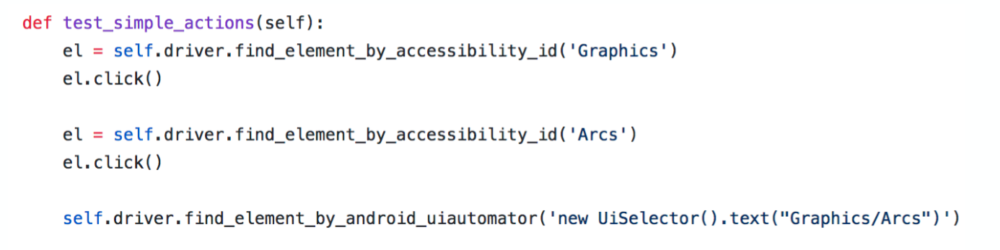 def test_simple_actions(self):
    el = self.driver.find_element_by_accessibility_id('Graphics')
    el.click()

    el = self.driver.find_element_by_accessibility_id('Arcs')
    el.click()

    self.driver.find_element_by_android_uiautomator('new UiSelector().text("Graphics/Arcs")')